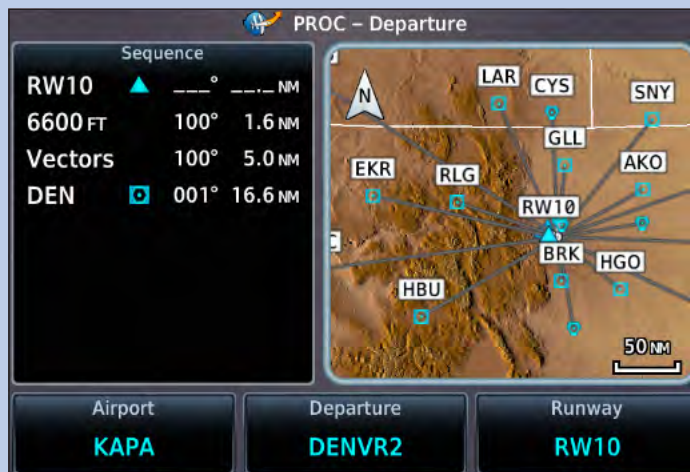 PROC – Departure
Sequence
RW10 ___° __._ NM
6600 FT 100° 1.6 NM
Vectors 100° 5.0 NM
DEN 001° 16.6 NM
N
LAR
CYS
SNY
GLL
EKR
RLG
AKO
RW10
BRK
HGO
HBU
50 NM
Airport
KAPA
Departure
DENVR2
Runway
RW10